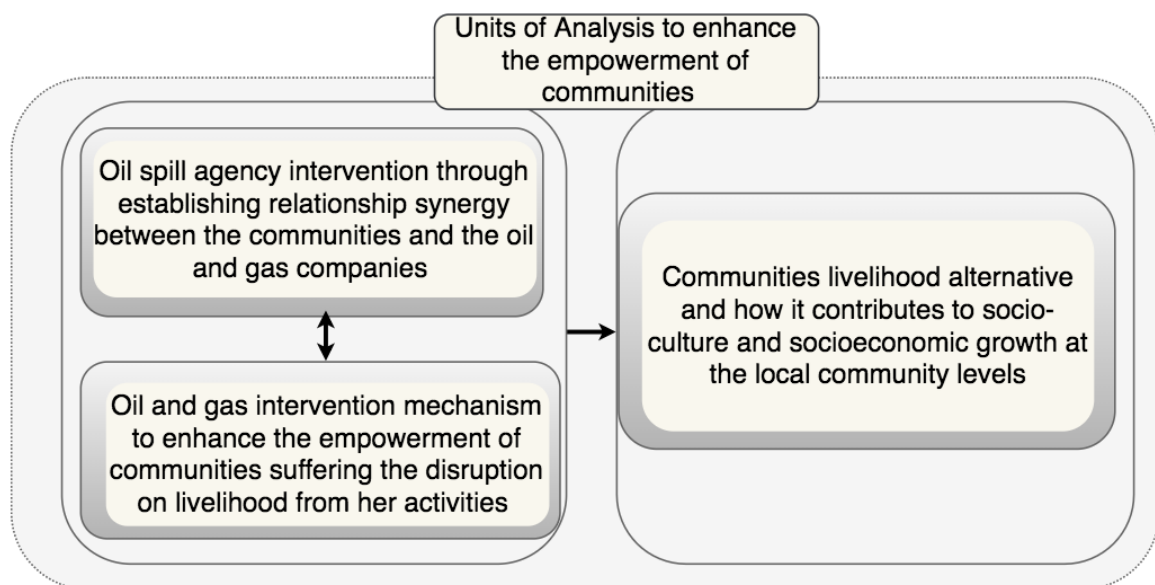 Units of Analysis to enhance
the empowerment of
communities
Oil spill agency intervention through
establishing relationship synergy
between the communities and the oil
and gas companies
Oil and gas intervention mechanism
to enhance the empowerment of
communities suffering the disruption
on livelihood from her activities
Communities livelihood alternative
and how it contributes to socio-
culture and socioeconomic growth at
the local community levels